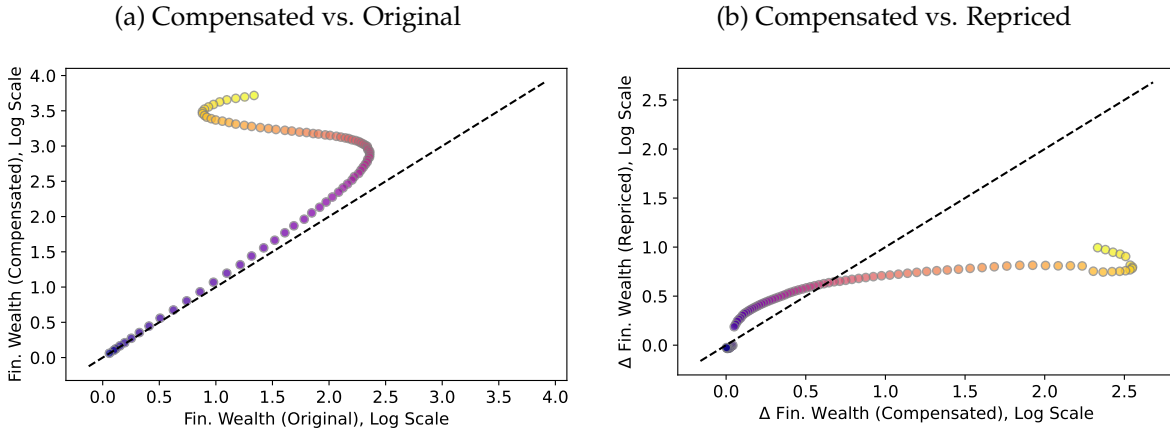 (a) Compensated vs. Original
Fin. Wealth (Compensated), Log Scale
4.0
3.5
3.0
2.5
2.0
1.5
1.0
0.5
0.0
0.0 0.5 1.0 1.5 2.0 2.5 3.0 3.5 4.0
Fin. Wealth (Original), Log Scale
(b) Compensated vs. Repriced
Δ Fin. Wealth (Repriced), Log Scale
2.5
2.0
1.5
1.0
0.5
0.0
0.0 0.5 1.0 1.5 2.0 2.5
Δ Fin. Wealth (Compensated), Log Scale